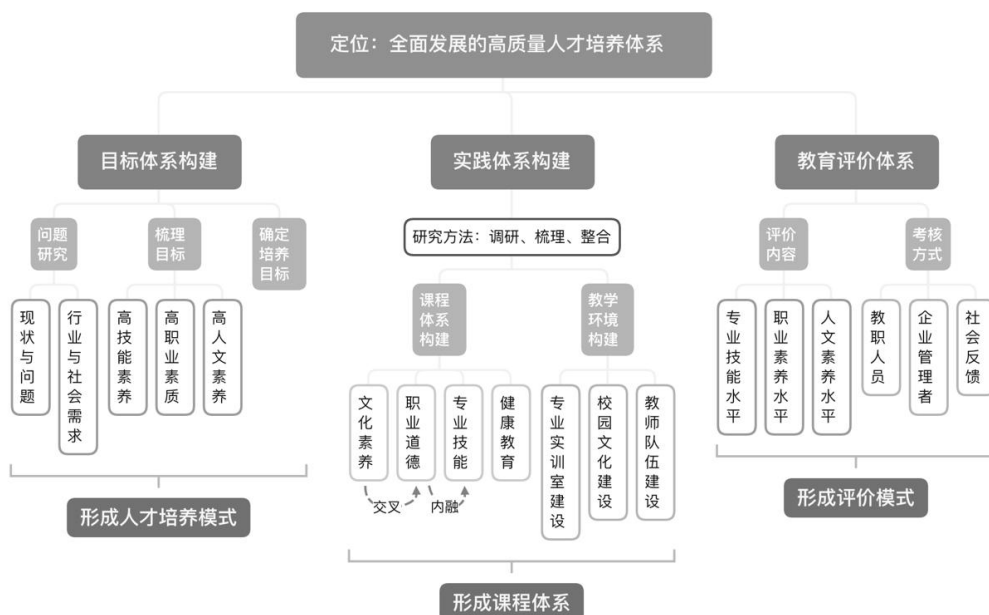 定位：全面发展的高质量人才培养体系
目标体系构建
实践体系构建
教育评价体系
问题
研究
梳理
目标
确定
培养
目标
研究方法：调研、梳理、整合
评价
内容
考核
方式
课程
体系
构建
教学
环境
构建
现状与问题
行业与社会需求
高技能素养
高职业素质
高人文素养
文化素养
职业道德
专业技能
健康教育
专业实训室建设
校园文化建设
教师队伍建设
专业技能水平
职业素养水平
人文素养水平
教职人员
企业管理者
社会反馈
交叉
内融
形成人才培养模式
形成课程体系
形成评价模式